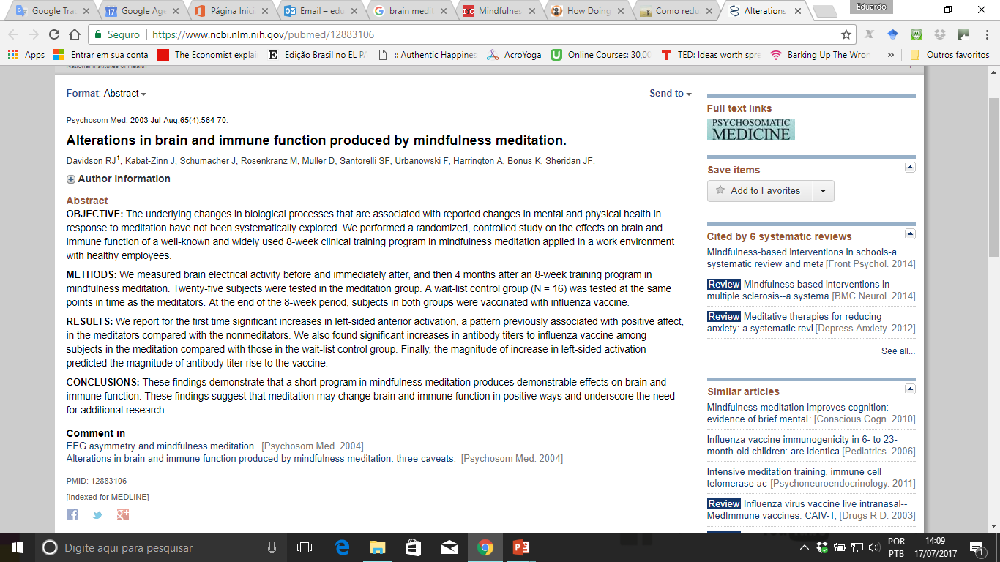 Google Tra
Google Age
Página Inici
Email – edu
brain medit
Mindfulnes
How Doing
Como redu
Alterations
Eduardo
Seguro
https://www.ncbi.nlm.nih.gov/pubmed/12883106
Apps
Entrar em sua conta
The Economist explai
Edição Brasil no EL PA
:: Authentic Happines
AcroYoga
Online Courses: 30,00
TED: Ideas worth spre
Barking Up The Wron
»
Outros favoritos
National Institutes of Health
Format: Abstract
Send to
Psychosom Med. 2003 Jul-Aug;65(4):564-70.
Alterations in brain and immune function produced by mindfulness meditation.
Davidson RJ1, Kabat-Zinn J, Schumacher J, Rosenkranz M, Muller D, Santorelli SF, Urbanowski F, Harrington A, Bonus K, Sheridan JF.
Author information
Abstract
OBJECTIVE: The underlying changes in biological processes that are associated with reported changes in mental and physical health in
response to meditation have not been systematically explored. We performed a randomized, controlled study on the effects on brain and
immune function of a well-known and widely used 8-week clinical training program in mindfulness meditation applied in a work environment
with healthy employees.
METHODS: We measured brain electrical activity before and immediately after, and then 4 months after an 8-week training program in
mindfulness meditation. Twenty-five subjects were tested in the meditation group. A wait-list control group (N = 16) was tested at the same
points in time as the meditators. At the end of the 8-week period, subjects in both groups were vaccinated with influenza vaccine.
RESULTS: We report for the first time significant increases in left-sided anterior activation, a pattern previously associated with positive affect,
in the meditators compared with the nonmeditators. We also found significant increases in antibody titers to influenza vaccine among
subjects in the meditation compared with those in the wait-list control group. Finally, the magnitude of increase in left-sided activation
predicted the magnitude of antibody titer rise to the vaccine.
CONCLUSIONS: These findings demonstrate that a short program in mindfulness meditation produces demonstrable effects on brain and
immune function. These findings suggest that meditation may change brain and immune function in positive ways and underscore the need
for additional research.
Comment in
EEG asymmetry and mindfulness meditation. [Psychosom Med. 2004]
Alterations in brain and immune function produced by mindfulness meditation: three caveats. [Psychosom Med. 2004]
PMID: 12883106
[Indexed for MEDLINE]
Full text links
PSYCHOSOMATIC
MEDICINE
Save items
Add to Favorites
Cited by 6 systematic reviews
Mindfulness-based interventions in schools-a
systematic review and meta [Front Psychol. 2014]
Review Mindfulness based interventions in
multiple sclerosis--a systema [BMC Neurol. 2014]
Review Meditative therapies for reducing
anxiety: a systematic revi [Depress Anxiety. 2012]
See all...
Similar articles
Mindfulness meditation improves cognition:
evidence of brief mental [Conscious Cogn. 2010]
Influenza vaccine immunogenicity in 6- to 23-
month-old children: are identica [Pediatrics. 2006]
Intensive meditation training, immune cell
telomerase ac [Psychoneuroendocrinology. 2011]
Review Influenza virus vaccine live intranasal--
MedImmune vaccines: CAIV-T, [Drugs R D. 2003]
Digite aqui para pesquisar
POR
PTB
14:09
17/07/2017
1